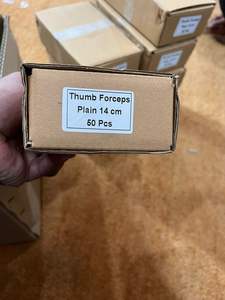 Thumb Forceps
Plain 14 cm
50 Pcs